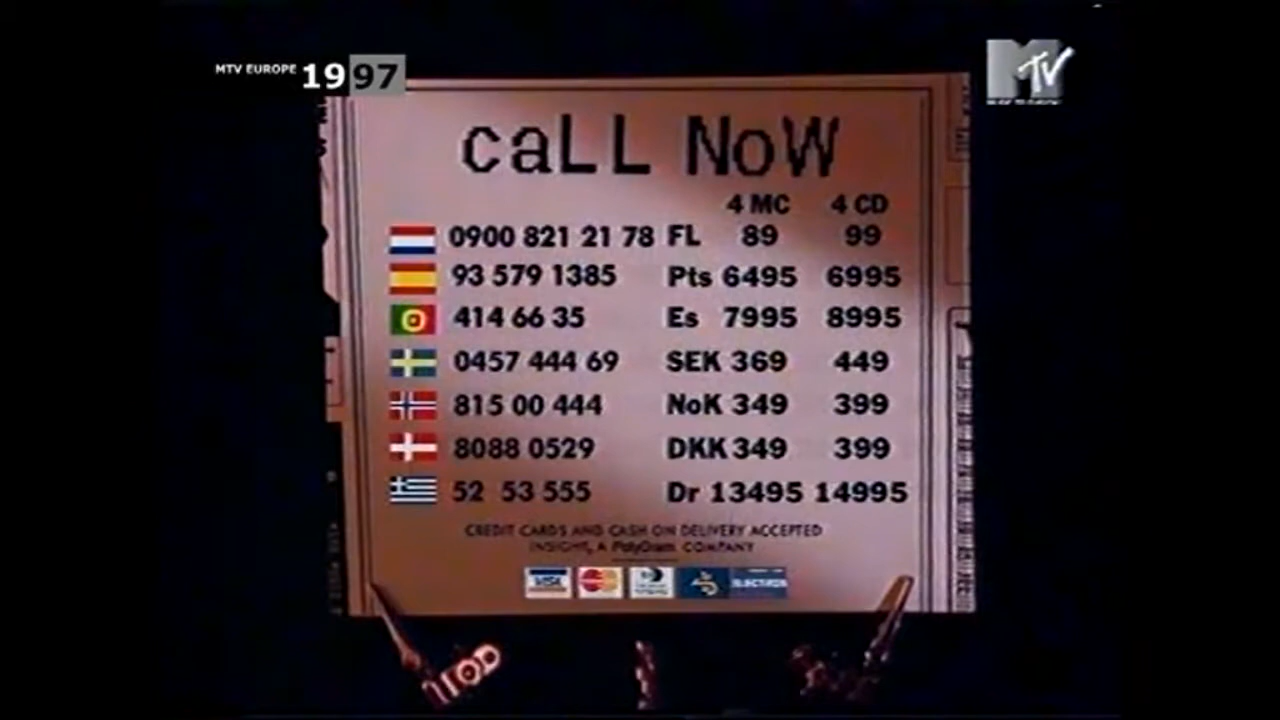 MTV EUROPE 1997
MTV
MUSIC TELEVISION
caLL NoW
4 MC 4 CD
0900 821 21 78 FL 89 99
93 579 1385 Pts 6495 6995
414 66 35 Es 7995 8995
0457 444 69 SEK 369 449
815 00 444 NoK 349 399
8088 0529 DKK 349 399
52 53 555 Dr 13495 14995
CREDIT CARDS AND CASH ON DELIVERY ACCEPTED
INSIGHT, A PolyGram COMPANY
VISA ELECTRON